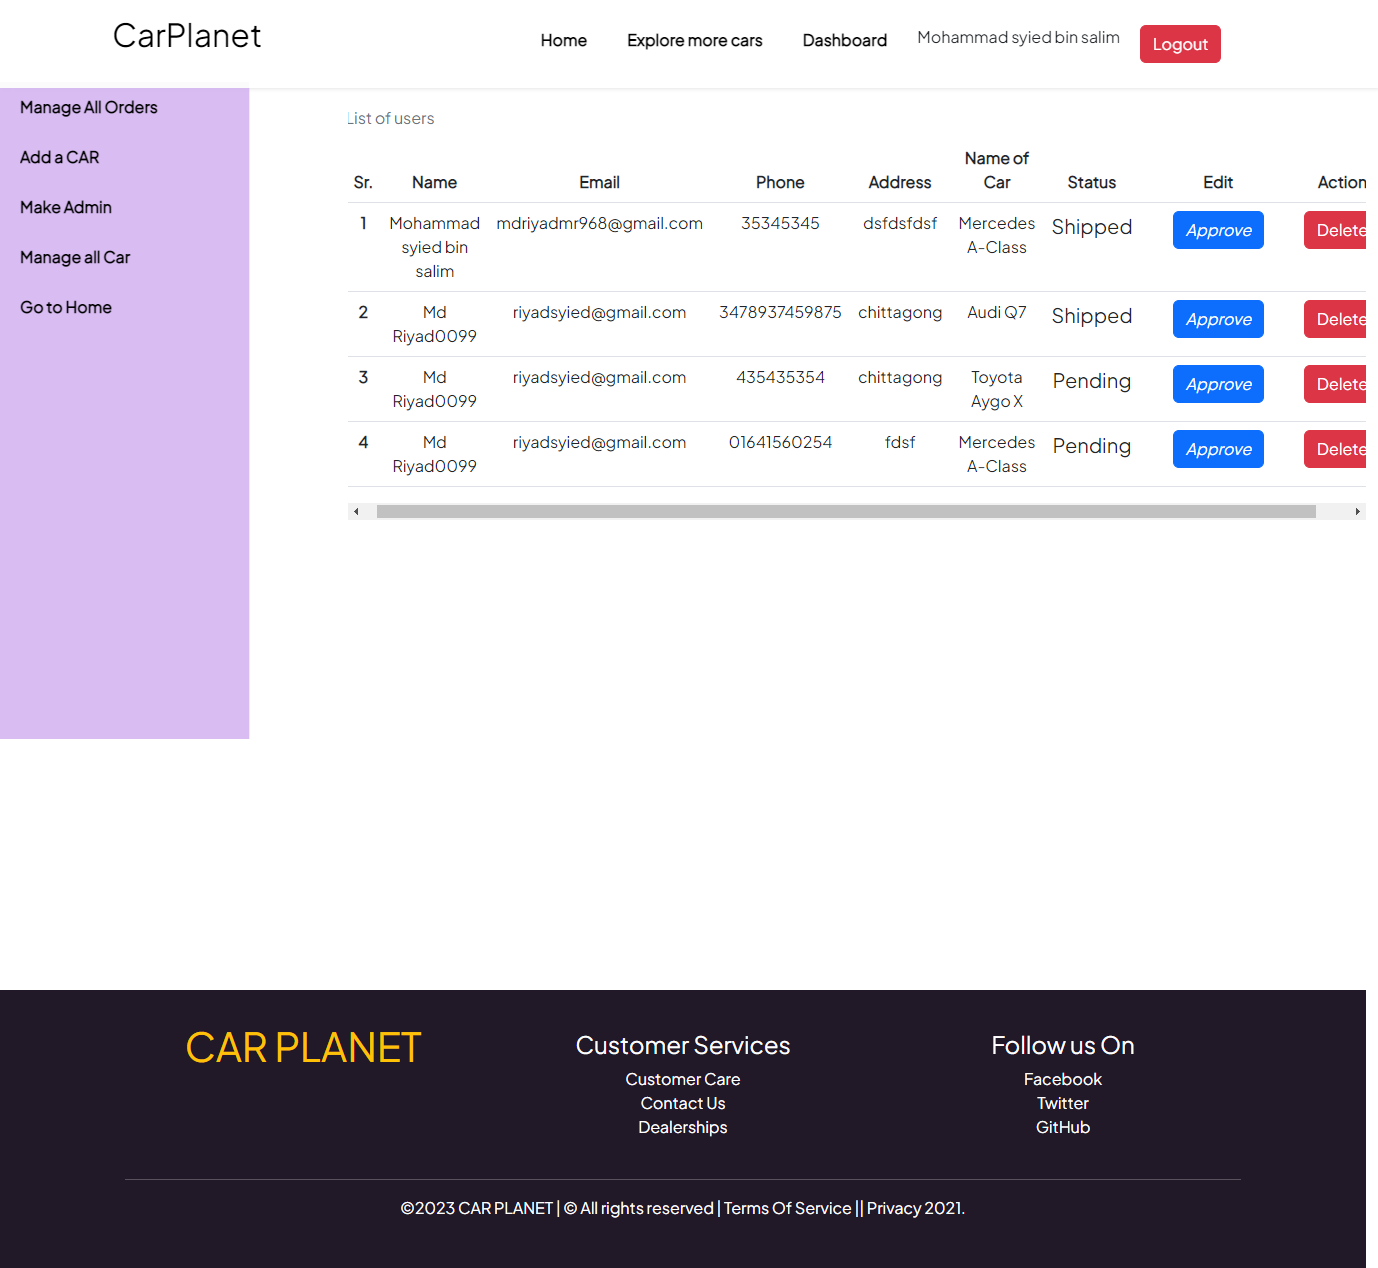 CarPlanet
Home Explore more cars Dashboard Mohammad syied bin salim Logout
Manage All Orders
Add a CAR
Make Admin
Manage all Car
Go to Home
List of users
Sr. Name Email Phone Address Name of Car Status Edit Action
1 Mohammad syied bin salim mdriyadmr968@gmail.com 35345345 dsfdsfdsf Mercedes A-Class Shipped Approve Delete
2 Md Riyad0099 riyadsyied@gmail.com 3478937459875 chittagong Audi Q7 Shipped Approve Delete
3 Md Riyad0099 riyadsyied@gmail.com 435435354 chittagong Toyota Aygo X Pending Approve Delete
4 Md Riyad0099 riyadsyied@gmail.com 01641560254 fdsf Mercedes A-Class Pending Approve Delete
CAR PLANET
Customer Services
Customer Care
Contact Us
Dealerships
Follow us On
Facebook
Twitter
GitHub
©2023 CAR PLANET | © All rights reserved | Terms Of Service || Privacy 2021.